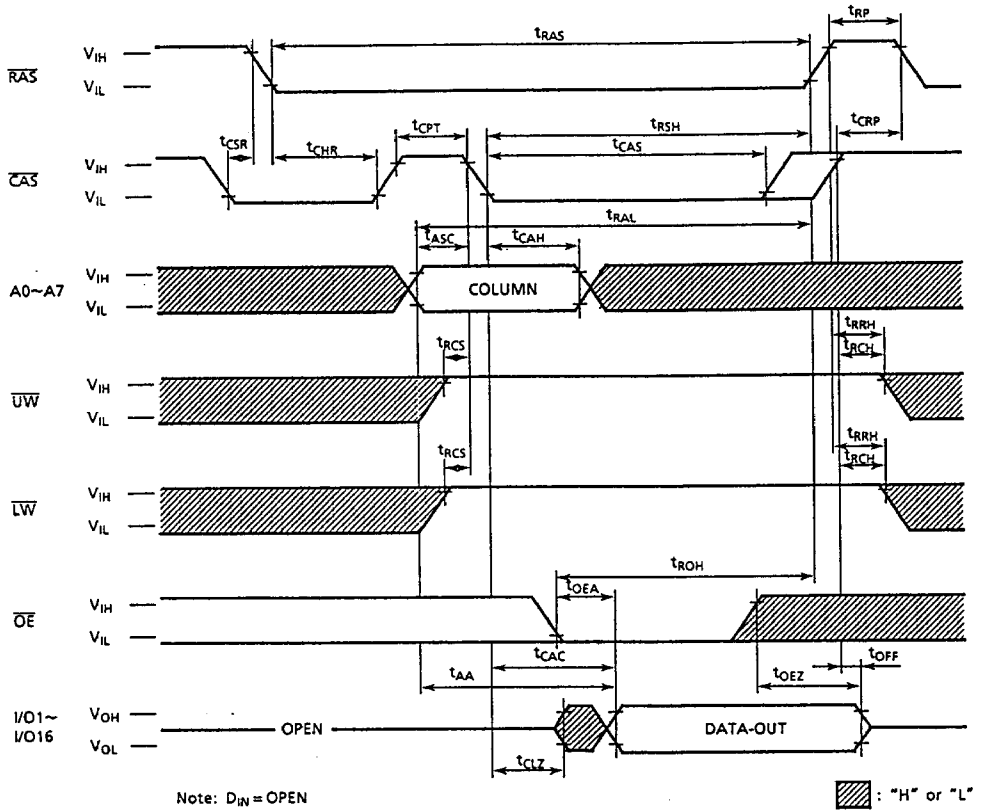 tRAS
tRP
RAS
VIH
VIL
tCSR
tCHR
tCPT
tRSH
tCAS
tCRP
CAS
VIH
VIL
tRAL
tASC
tCAH
A0~A7
VIH
VIL
COLUMN
tRCS
tRRH
tRCH
UW
VIH
VIL
tRCS
tRRH
tRCH
LW
VIH
VIL
tROH
tOEA
OE
VIH
VIL
tCAC
tAA
tOFF
tOEZ
I/O1~
I/O16
VOH
VOL
OPEN
DATA-OUT
tCLZ
Note: DIN = OPEN
: "H" or "L"